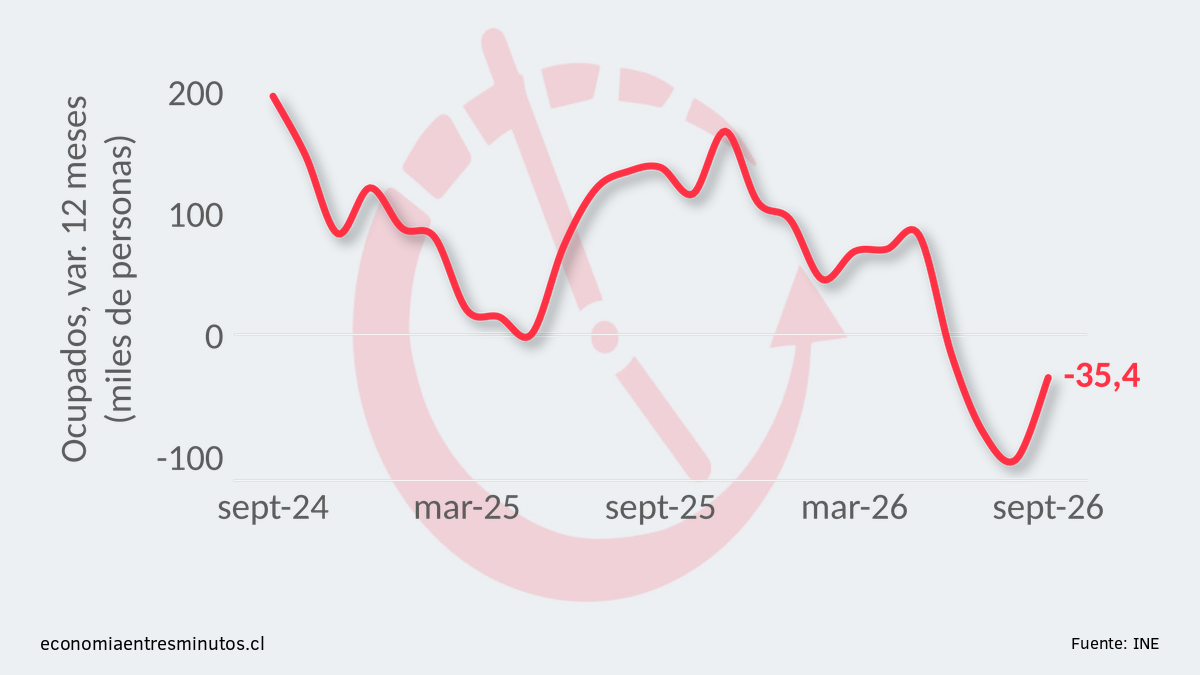 Ocupados, var. 12 meses
(miles de personas)
200
100
0
-100
-35,4
sept-24
mar-25
sept-25
mar-26
sept-26
economiaentresminutos.cl
Fuente: INE